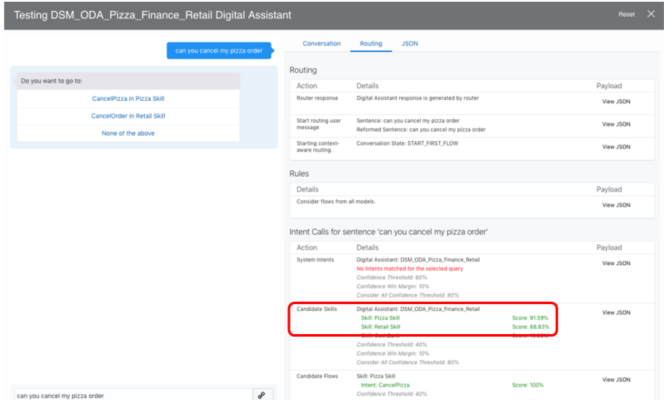 Testing DSM_ODA_Pizza_Finance_Retail Digital Assistant
Reset
can you cancel my pizza order
Do you want to go to:
CancelPizza in Pizza Skill
CancelOrder in Retail Skill
None of the above
can you cancel my pizza order
Conversation Routing JSON
Routing
Action Details Payload
Router response Digital Assistant response is generated by router View JSON
Start routing user Sentence: can you cancel my pizza order
message Reformed Sentence: can you cancel my pizza order View JSON
Starting context- Conversation State: START_FIRST_FLOW
aware routing. View JSON
Rules
Details Payload
Consider flows from all models. View JSON
Intent Calls for sentence 'can you cancel my pizza order'
Action Details Payload
System Intents Digital Assistant: DSM_ODA_Pizza_Finance_Retail View JSON
No Intents matched for the selected query
Confidence Threshold: 60%
Confidence Win Margin: 10%
Consider All Confidence Threshold: 80%
Candidate Skills Digital Assistant: DSM_ODA_Pizza_Finance_Retail View JSON
Skill: Pizza Skill Score: 91.59%
Skill: Retail Skill Score: 88.83%
Confidence Threshold: 40%
Confidence Win Margin: 10%
Consider All Confidence Threshold: 80%
Candidate Flows Skill: Pizza Skill View JSON
Intent: CancelPizza Score: 100%
Confidence Threshold: 40%